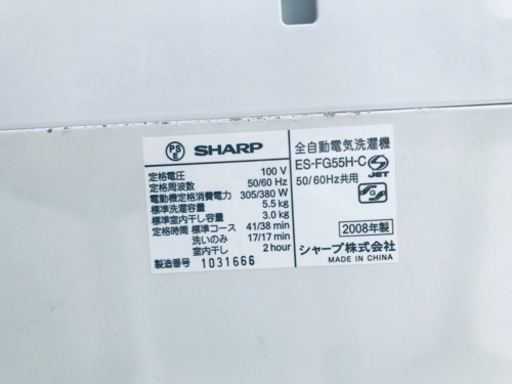 PS
E
SHARP
定格電圧 100 V
定格周波数 50/60 Hz
電動機定格消費電力 305/380 W
標準洗濯容量 5.5 kg
標準室内干し容量 3.0 kg
定格時間 標準コース 41/38 min
洗いのみ 17/17 min
室内干し 2 hour
製造番号 1031666
全自動電気洗濯機
ES-FG55H-C
50/60Hz共用
JET
2008年製
シャープ株式会社
MADE IN CHINA